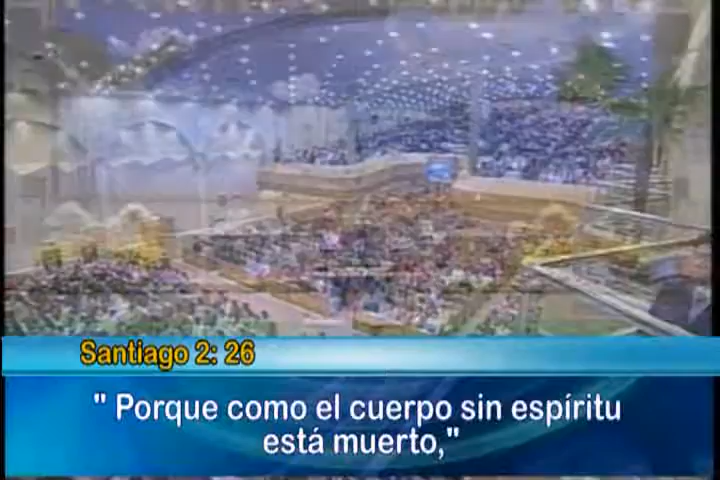 Santiago 2: 26
" Porque como el cuerpo sin espíritu
está muerto,"